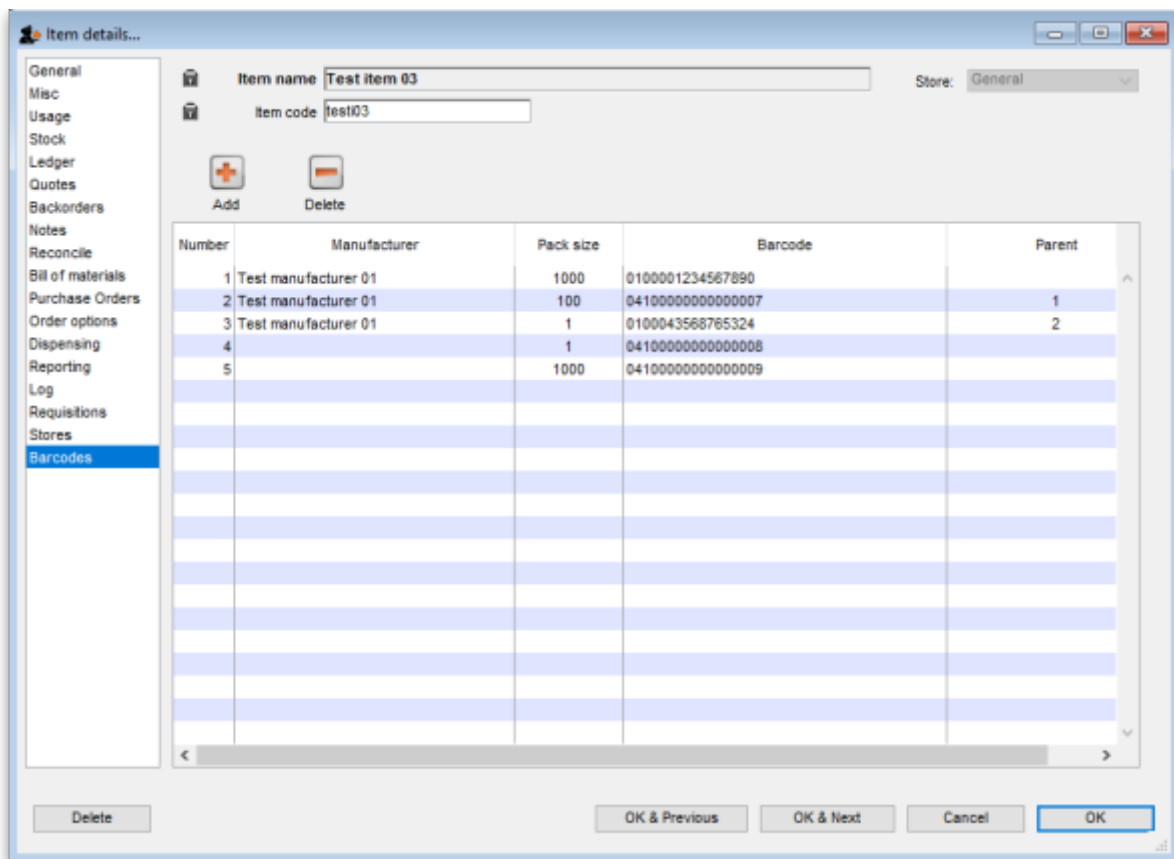 Item details...
General
Misc
Usage
Stock
Ledger
Quotes
Backorders
Notes
Reconcile
Bill of materials
Purchase Orders
Order options
Dispensing
Reporting
Log
Requisitions
Stores
Barcodes
Item name Test item 03 Store: General
Item code testi03
Add Delete
Number Manufacturer Pack size Barcode Parent
1 Test manufacturer 01 1000 0100001234567890
2 Test manufacturer 01 100 04100000000000007 1
3 Test manufacturer 01 1 0100043568765324 2
4 1 04100000000000008
5 1000 04100000000000009
Delete OK & Previous OK & Next Cancel OK